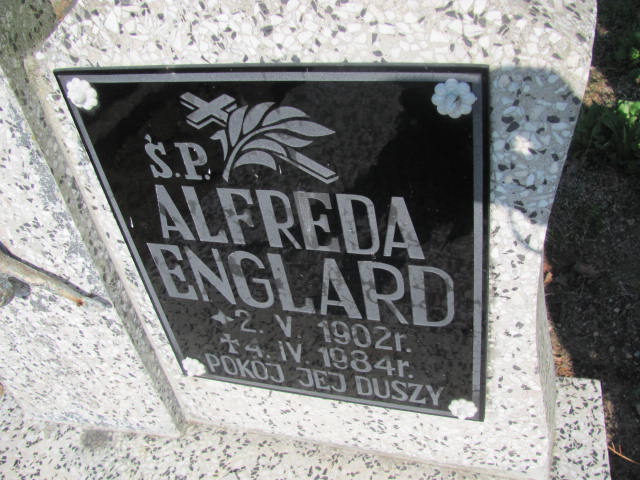 Ś.P.
ALFREDA
ENGLARD
2. V 1902r.
4. IV 1984r.
POKÓJ JEJ DUSZY